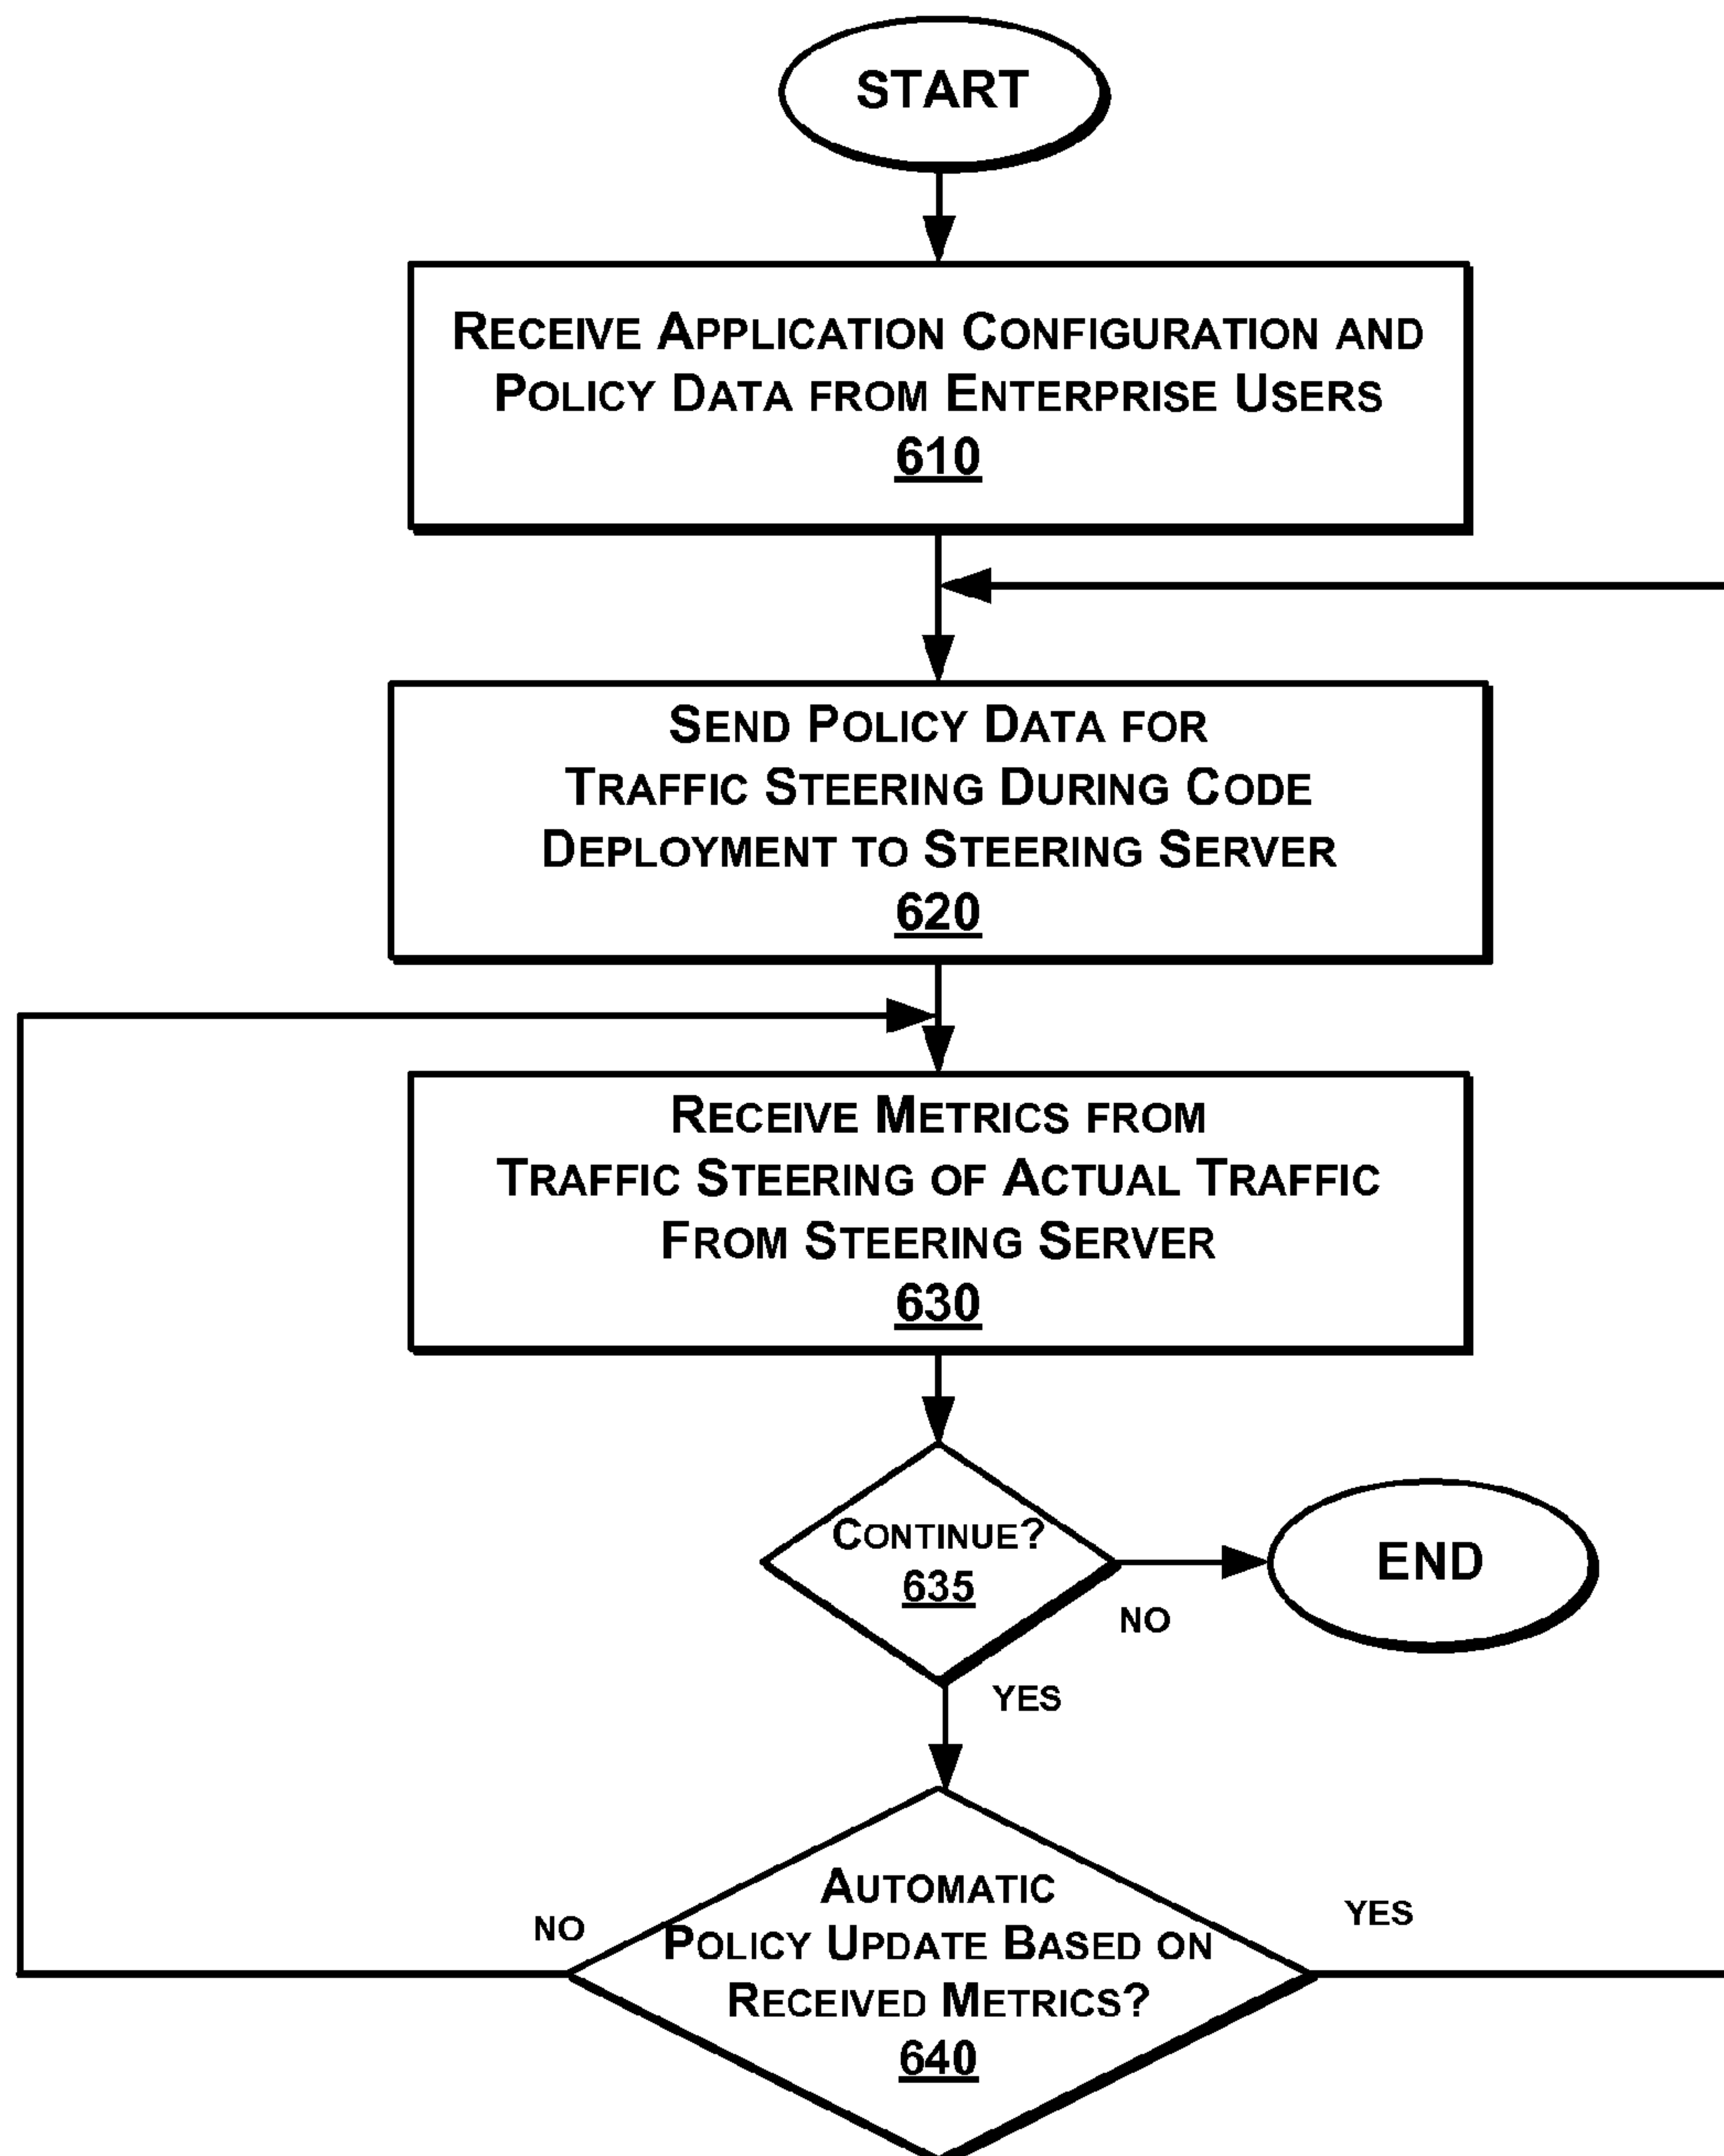 START
RECEIVE APPLICATION CONFIGURATION AND
POLICY DATA FROM ENTERPRISE USERS
610
SEND POLICY DATA FOR
TRAFFIC STEERING DURING CODE
DEPLOYMENT TO STEERING SERVER
620
RECEIVE METRICS FROM
TRAFFIC STEERING OF ACTUAL TRAFFIC
FROM STEERING SERVER
630
CONTINUE?
635
END
NO
YES
AUTOMATIC
POLICY UPDATE BASED ON
RECEIVED METRICS?
640
NO
YES